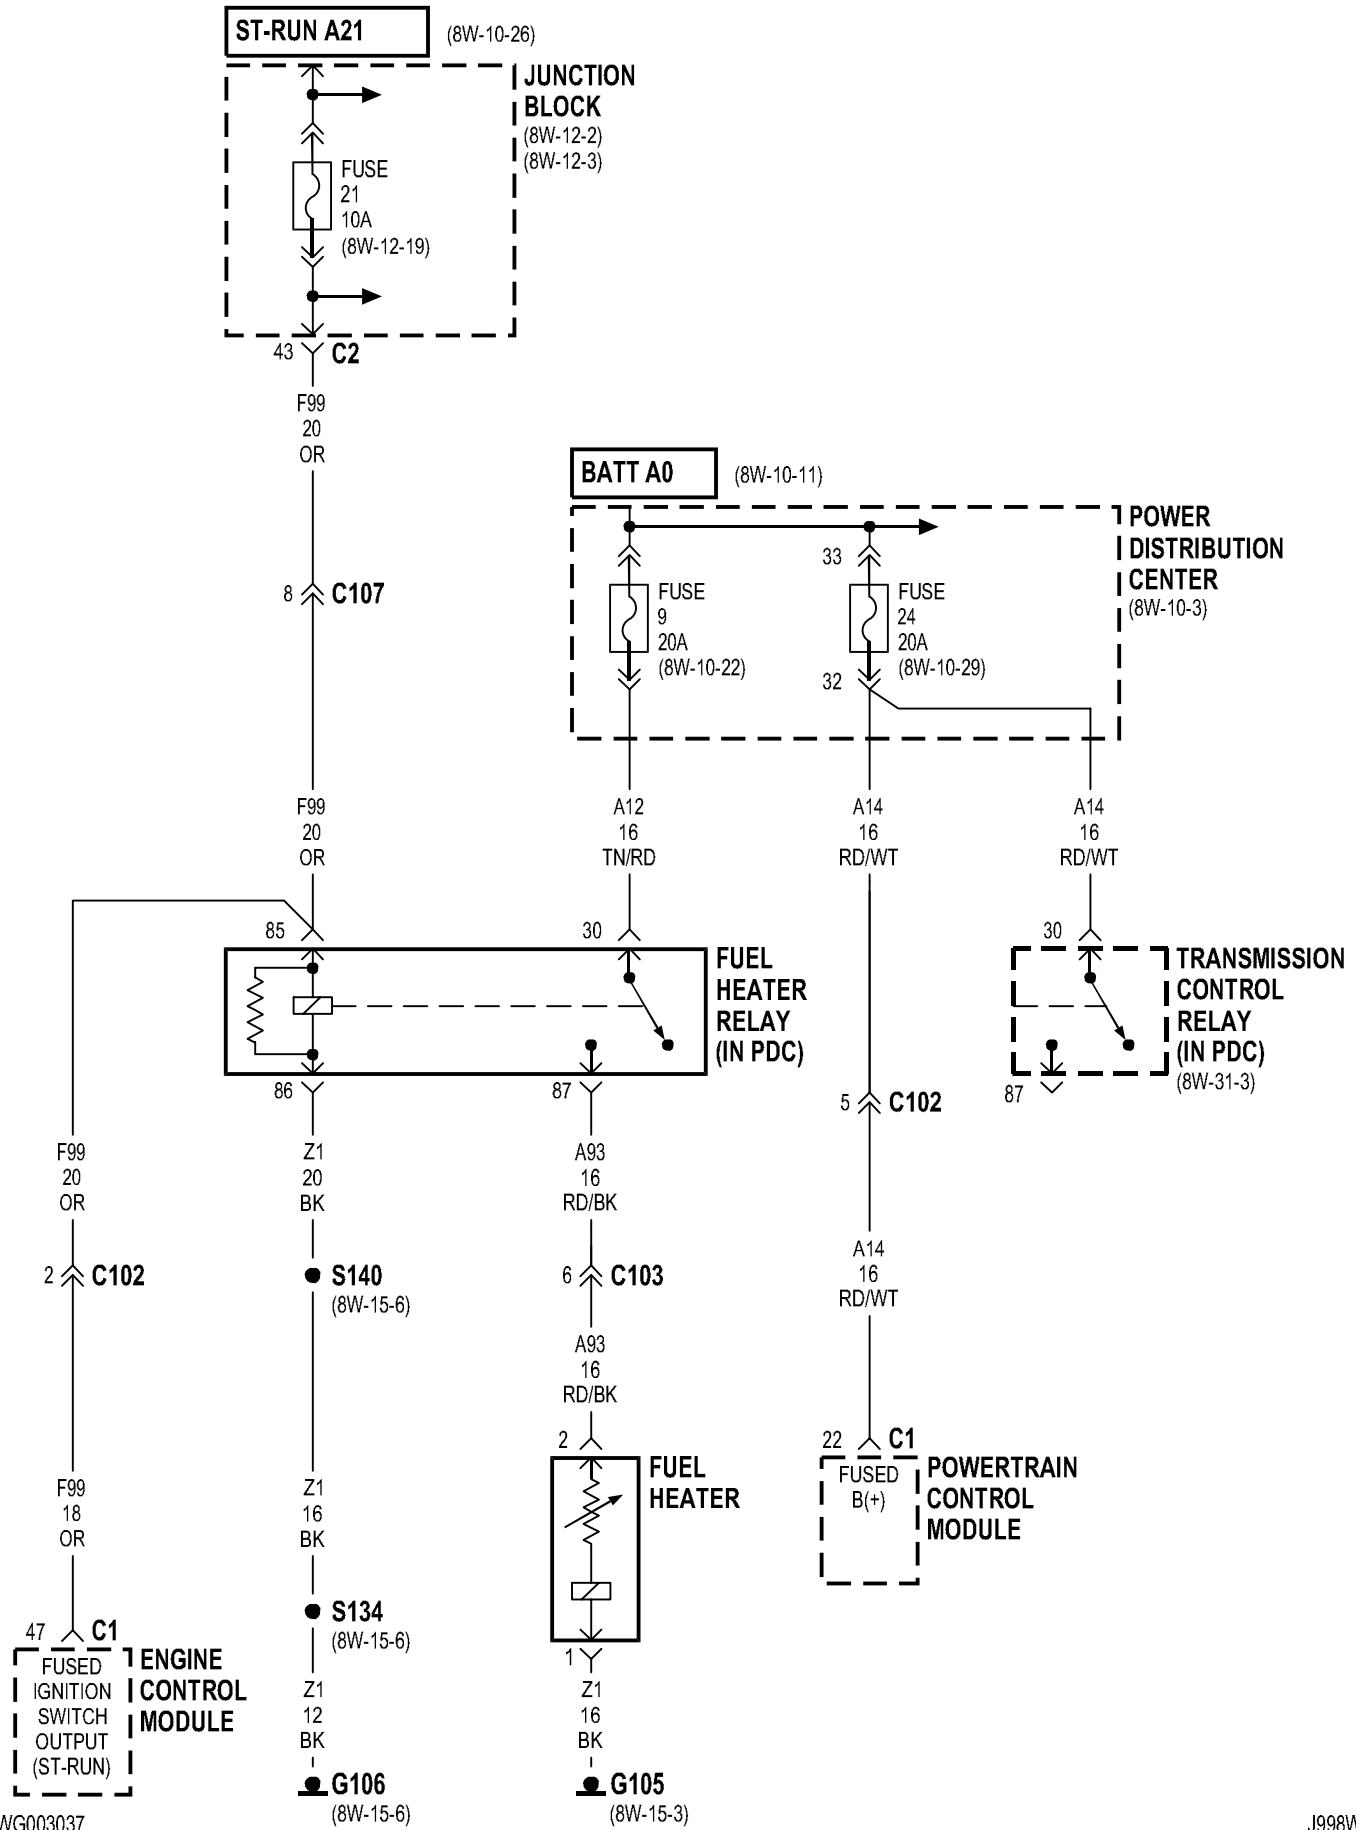 ST-RUN A21
(8W-10-26)
JUNCTION
BLOCK
(8W-12-2)
(8W-12-3)
FUSE
21
10A
(8W-12-19)
43
C2
F99
20
OR
BATT A0
(8W-10-11)
POWER
DISTRIBUTION
CENTER
(8W-10-3)
33
FUSE
9
20A
(8W-10-22)
FUSE
24
20A
(8W-10-29)
32
8
C107
F99
20
OR
A12
16
TN/RD
A14
16
RD/WT
A14
16
RD/WT
85
30
30
FUEL
HEATER
RELAY
(IN PDC)
TRANSMISSION
CONTROL
RELAY
(IN PDC)
(8W-31-3)
86
87
87
5
C102
F99
20
OR
Z1
20
BK
A93
16
RD/BK
2
C102
S140
(8W-15-6)
6
C103
A14
16
RD/WT
A93
16
RD/BK
2
22
C1
FUEL
HEATER
FUSED
B(+)
POWERTRAIN
CONTROL
MODULE
F99
18
OR
Z1
16
BK
S134
(8W-15-6)
47
C1
1
FUSED
IGNITION
SWITCH
OUTPUT
(ST-RUN)
ENGINE
CONTROL
MODULE
Z1
12
BK
Z1
16
BK
G106
(8W-15-6)
G105
(8W-15-3)
WG003037
J998W